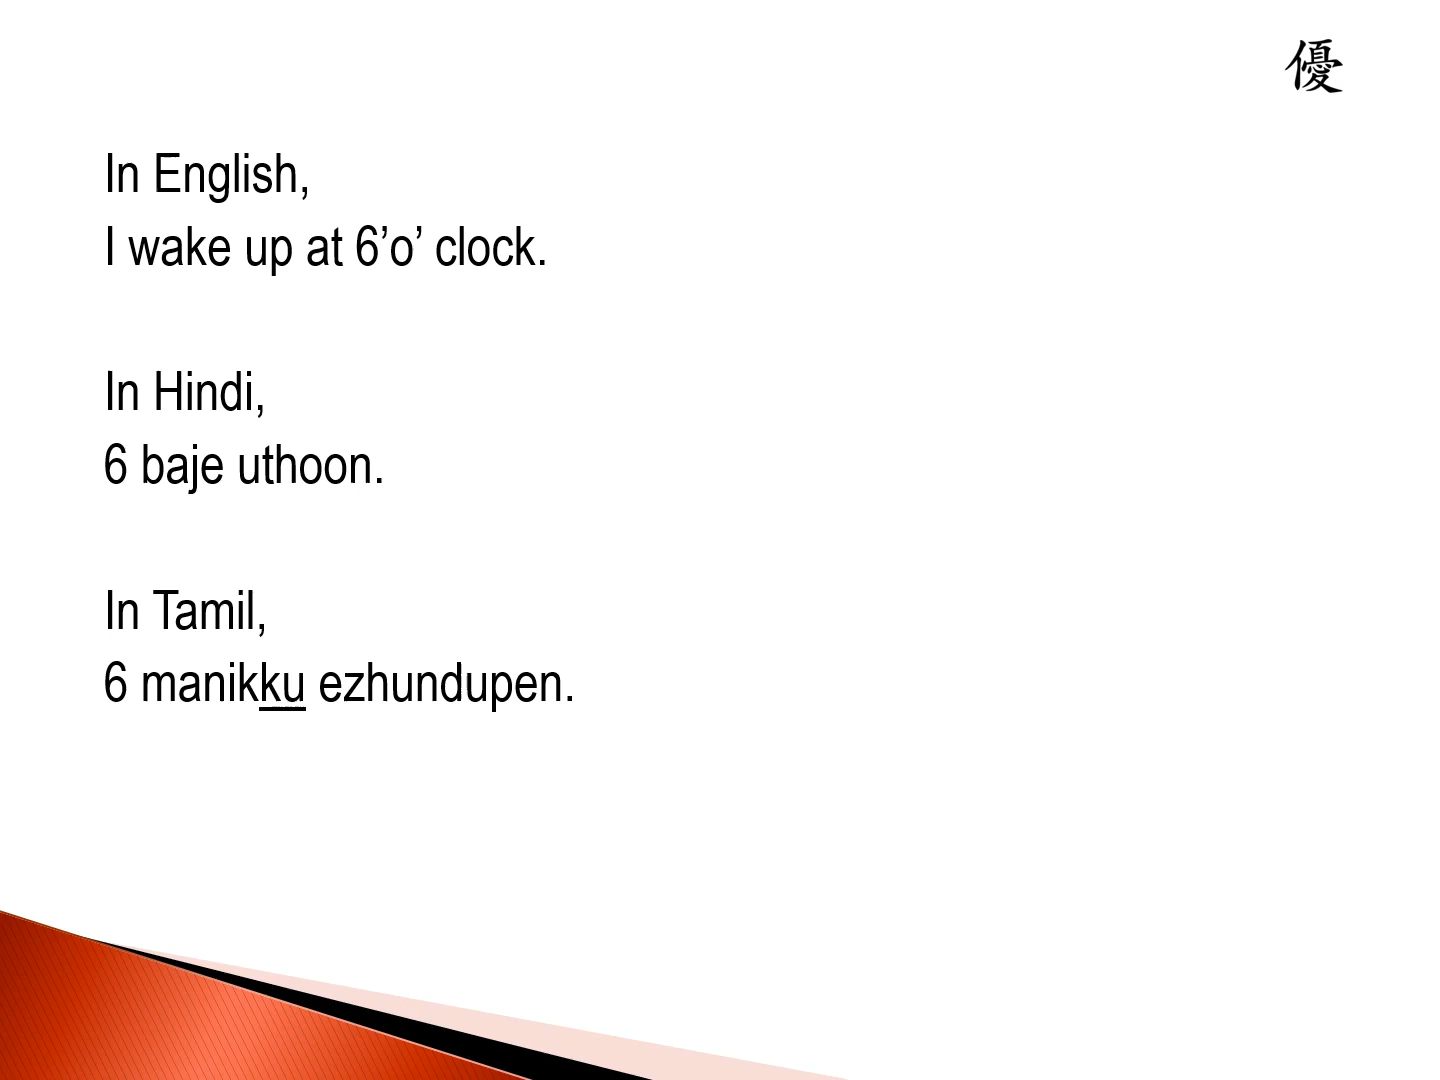 優
In English,
I wake up at 6’o’ clock.
In Hindi,
6 baje uthoon.
In Tamil,
6 manikku ezhundupen.